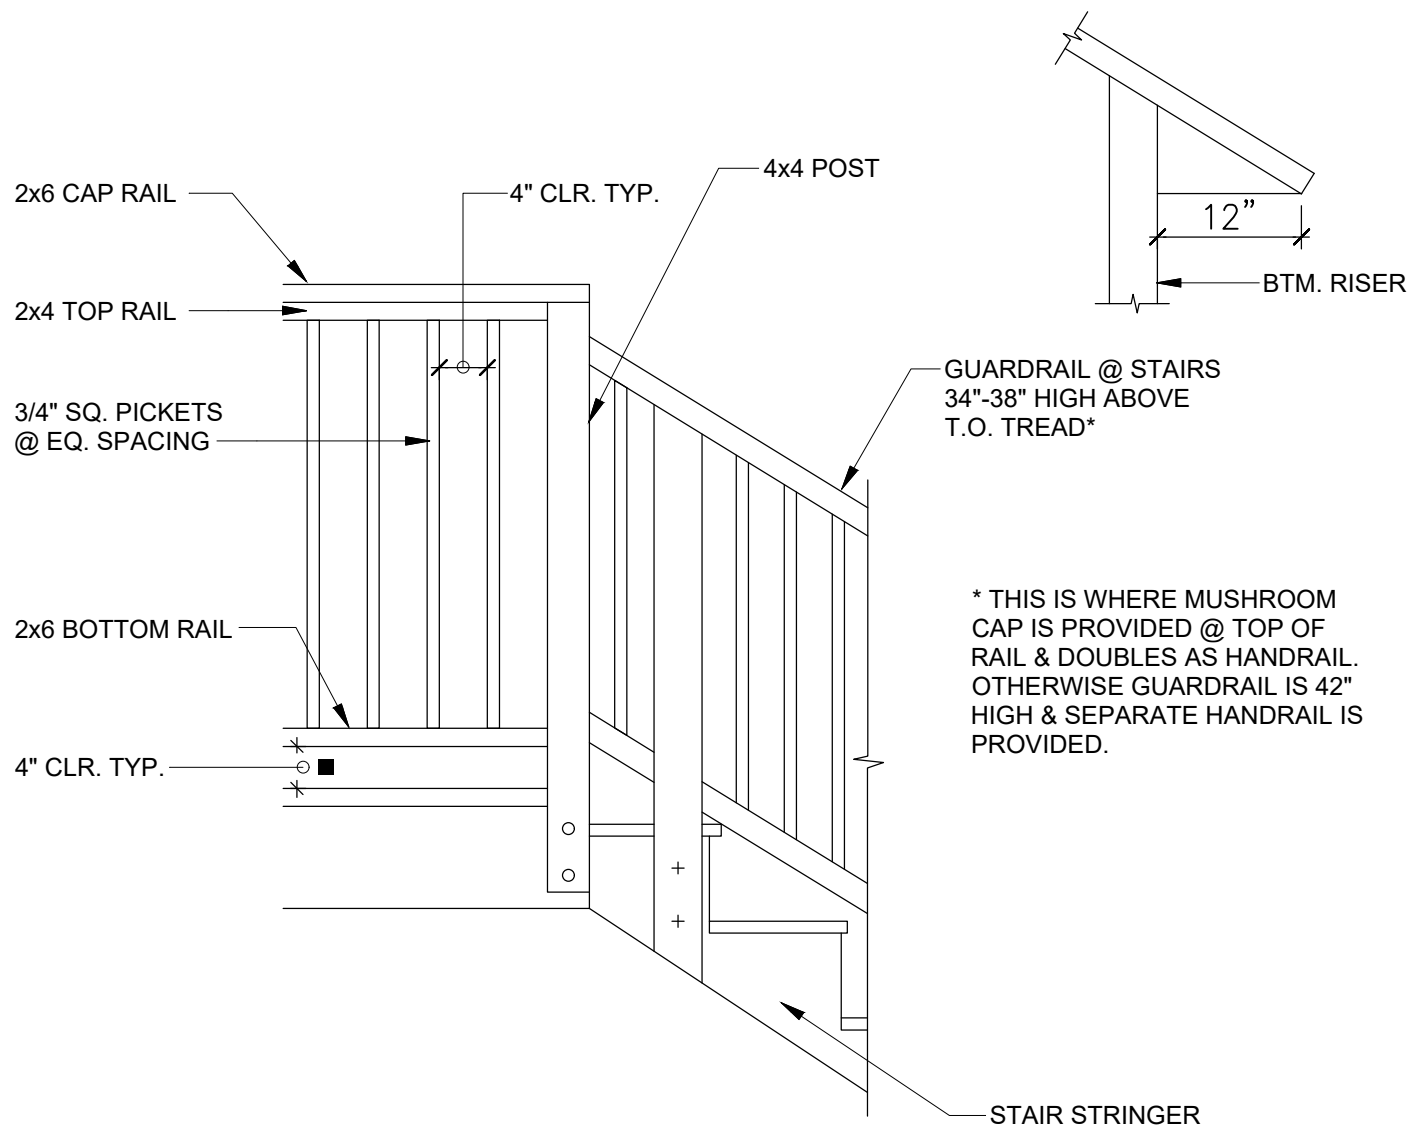 4x4 POST
2x6 CAP RAIL
4" CLR. TYP.
12”
BTM. RISER
2x4 TOP RAIL
GUARDRAIL @ STAIRS
34"-38" HIGH ABOVE
T.O. TREAD*
3/4" SQ. PICKETS
@ EQ. SPACING
* THIS IS WHERE MUSHROOM
CAP IS PROVIDED @ TOP OF
RAIL & DOUBLES AS HANDRAIL.
OTHERWISE GUARDRAIL IS 42"
HIGH & SEPARATE HANDRAIL IS
PROVIDED.
2x6 BOTTOM RAIL
4" CLR. TYP.
STAIR STRINGER